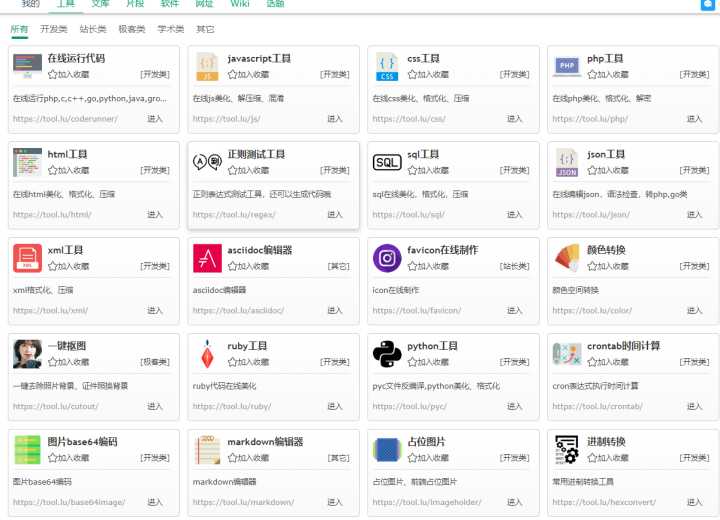 我的 工具 文库 片段 软件 网址 Wiki 话题
所有 开发类 站长类 极客类 学术类 其它
在线运行代码
加入收藏 [开发类]
在线运行php,c,c++,go,python,java,gro...
https://tool.lu/coderunner/ 进入
javascript工具
加入收藏 [开发类]
在线js美化、解压缩、混淆
https://tool.lu/js/ 进入
css工具
加入收藏 [开发类]
在线css美化、格式化、压缩
https://tool.lu/css/ 进入
php工具
加入收藏 [开发类]
在线php美化、格式化、解密
https://tool.lu/php/ 进入
html工具
加入收藏 [开发类]
在线html美化、格式化、压缩
https://tool.lu/html/ 进入
正则测试工具
加入收藏 [开发类]
正则表达式测试工具，还可以生成代码哦
https://tool.lu/regex/ 进入
SQL
sql工具
加入收藏 [开发类]
sql在线美化、格式化、压缩
https://tool.lu/sql/ 进入
JSON
json工具
加入收藏 [开发类]
在线编辑json、语法检查，转php,go类
https://tool.lu/json/ 进入
xml工具
加入收藏 [开发类]
xml格式化、压缩
https://tool.lu/xml/ 进入
asciidoc编辑器
加入收藏 [其它]
asciidoc编辑器
https://tool.lu/asciidoc/ 进入
favicon在线制作
加入收藏 [站长类]
icon在线制作
https://tool.lu/favicon/ 进入
颜色转换
加入收藏 [开发类]
颜色空间转换
https://tool.lu/color/ 进入
一键抠图
加入收藏 [极客类]
一键去除照片背景，证件照换背景
https://tool.lu/cutout/ 进入
ruby工具
加入收藏 [开发类]
ruby代码在线美化
https://tool.lu/ruby/ 进入
python工具
加入收藏 [开发类]
pyc文件反编译,python美化、格式化
https://tool.lu/pyc/ 进入
crontab时间计算
加入收藏 [开发类]
cron表达式执行时间计算
https://tool.lu/crontab/ 进入
图片base64编码
加入收藏 [开发类]
图片base64编码
https://tool.lu/base64image/ 进入
markdown编辑器
加入收藏 [其它]
markdown编辑器
https://tool.lu/markdown/ 进入
占位图片
加入收藏 [开发类]
占位图片，前端占位图片
https://tool.lu/imageholder/ 进入
进制转换
加入收藏 [开发类]
常用进制转换工具
https://tool.lu/hexconvert/ 进入